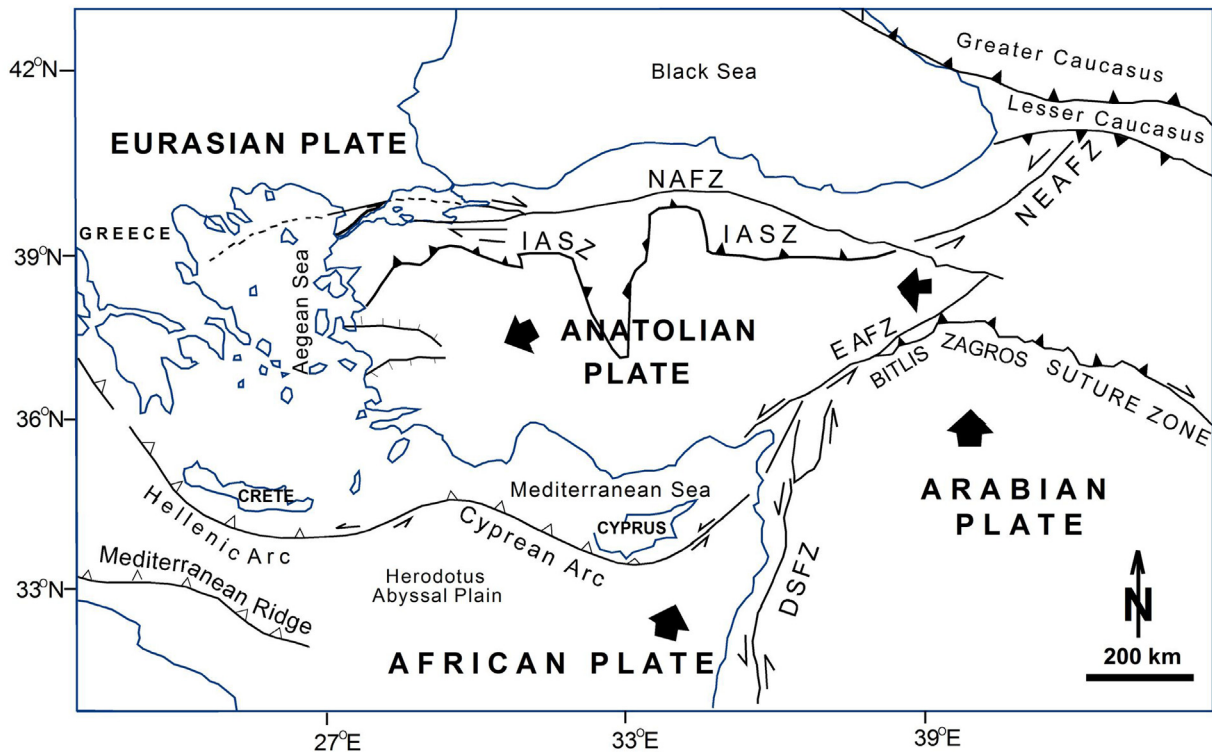 42°N
39°N
36°N
33°N
27°E
33°E
39°E
Black Sea
Greater Caucasus
Lesser Caucasus
EURASIAN PLATE
NAFZ
NEAFZ
GREECE
Aegean Sea
IASZ
IASZ
ANATOLIAN
PLATE
EAFZ
BITLIS
ZAGROS
SUTURE ZONE
CRETE
Hellenic Arc
Mediterranean Sea
CYPRUS
Cyprean Arc
ARABIAN
PLATE
Mediterranean Ridge
Herodotus
Abyssal Plain
DSFZ
AFRICAN PLATE
N
200 km